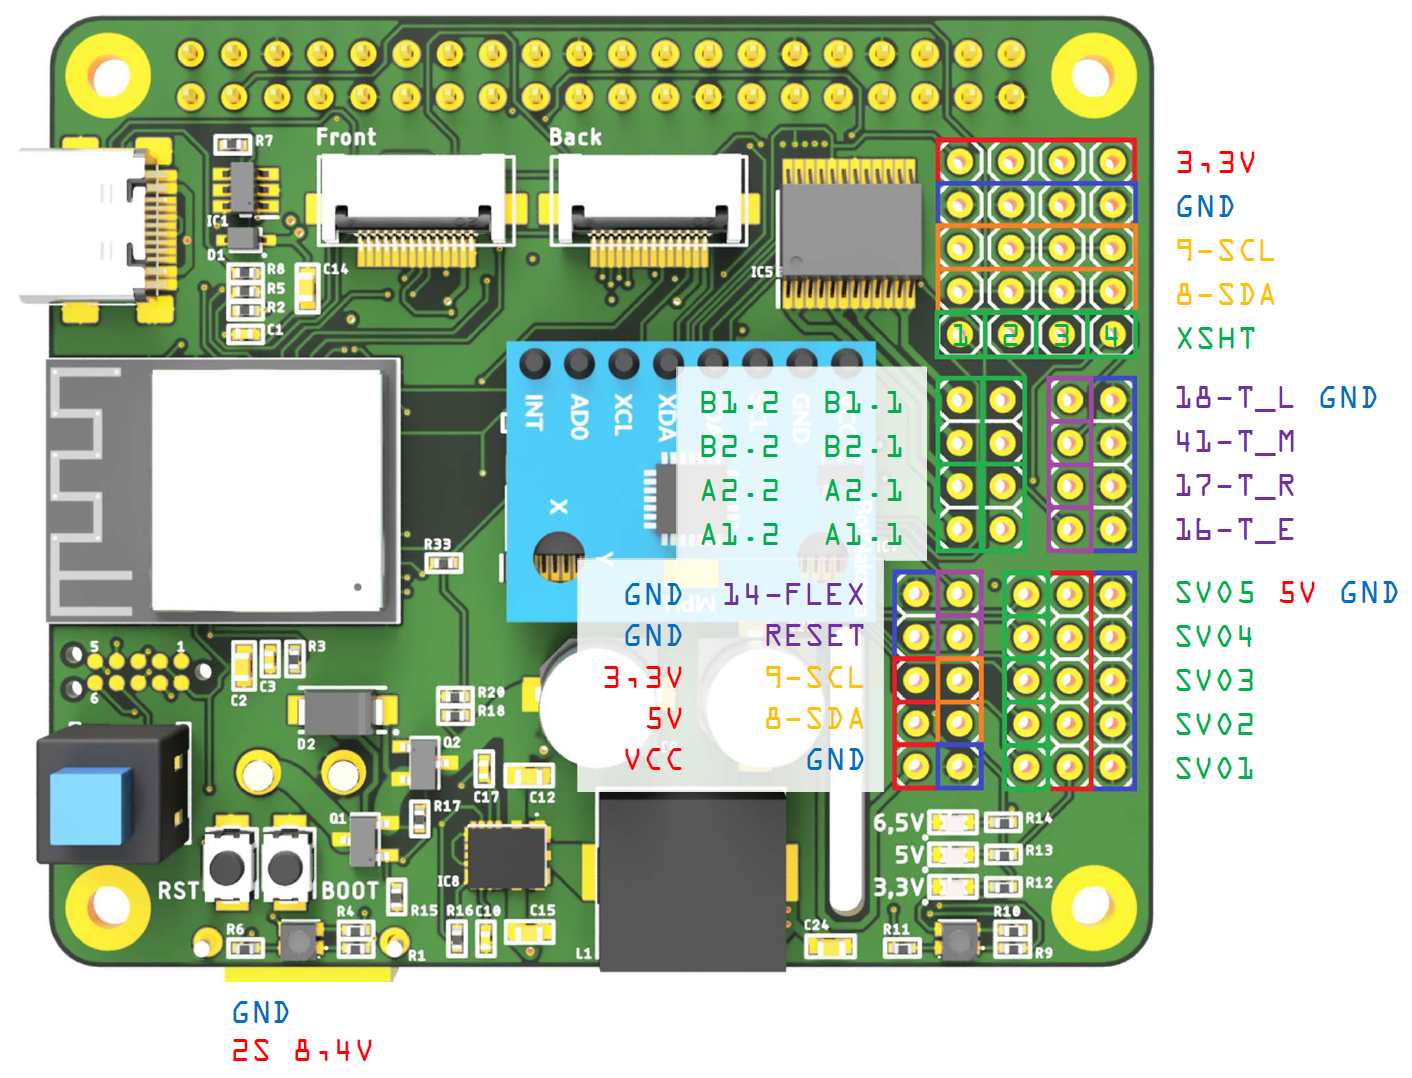 Front
Back
R7
IC1
D1
R8
R5
R2
C1
C14
IC5
3,3V
GND
9-SCL
8-SDA
XSHT
1 2 3 4
INT
AD0
XCL
XDA
GND
X
Y
B1.2 B1.1
B2.2 B2.1
A2.2 A2.1
A1.2 A1.1
18-T_L GND
41-T_M
17-T_R
16-T_E
R33
GND 14-FLEX
GND RESET
3,3V 9-SCL
5V 8-SDA
VCC GND
SV05 5V GND
SV04
SV03
SV02
SV01
5
1
6
C2
C3
R3
D2
R20
R18
Q2
C17
C12
R17
Q1
IC8
RST
BOOT
R15
R16
C10
C15
R4
R6
R1
L1
6,5V
R14
5V
R13
3,3V
R12
C24
R11
R10
R9
GND
2S 8,4V